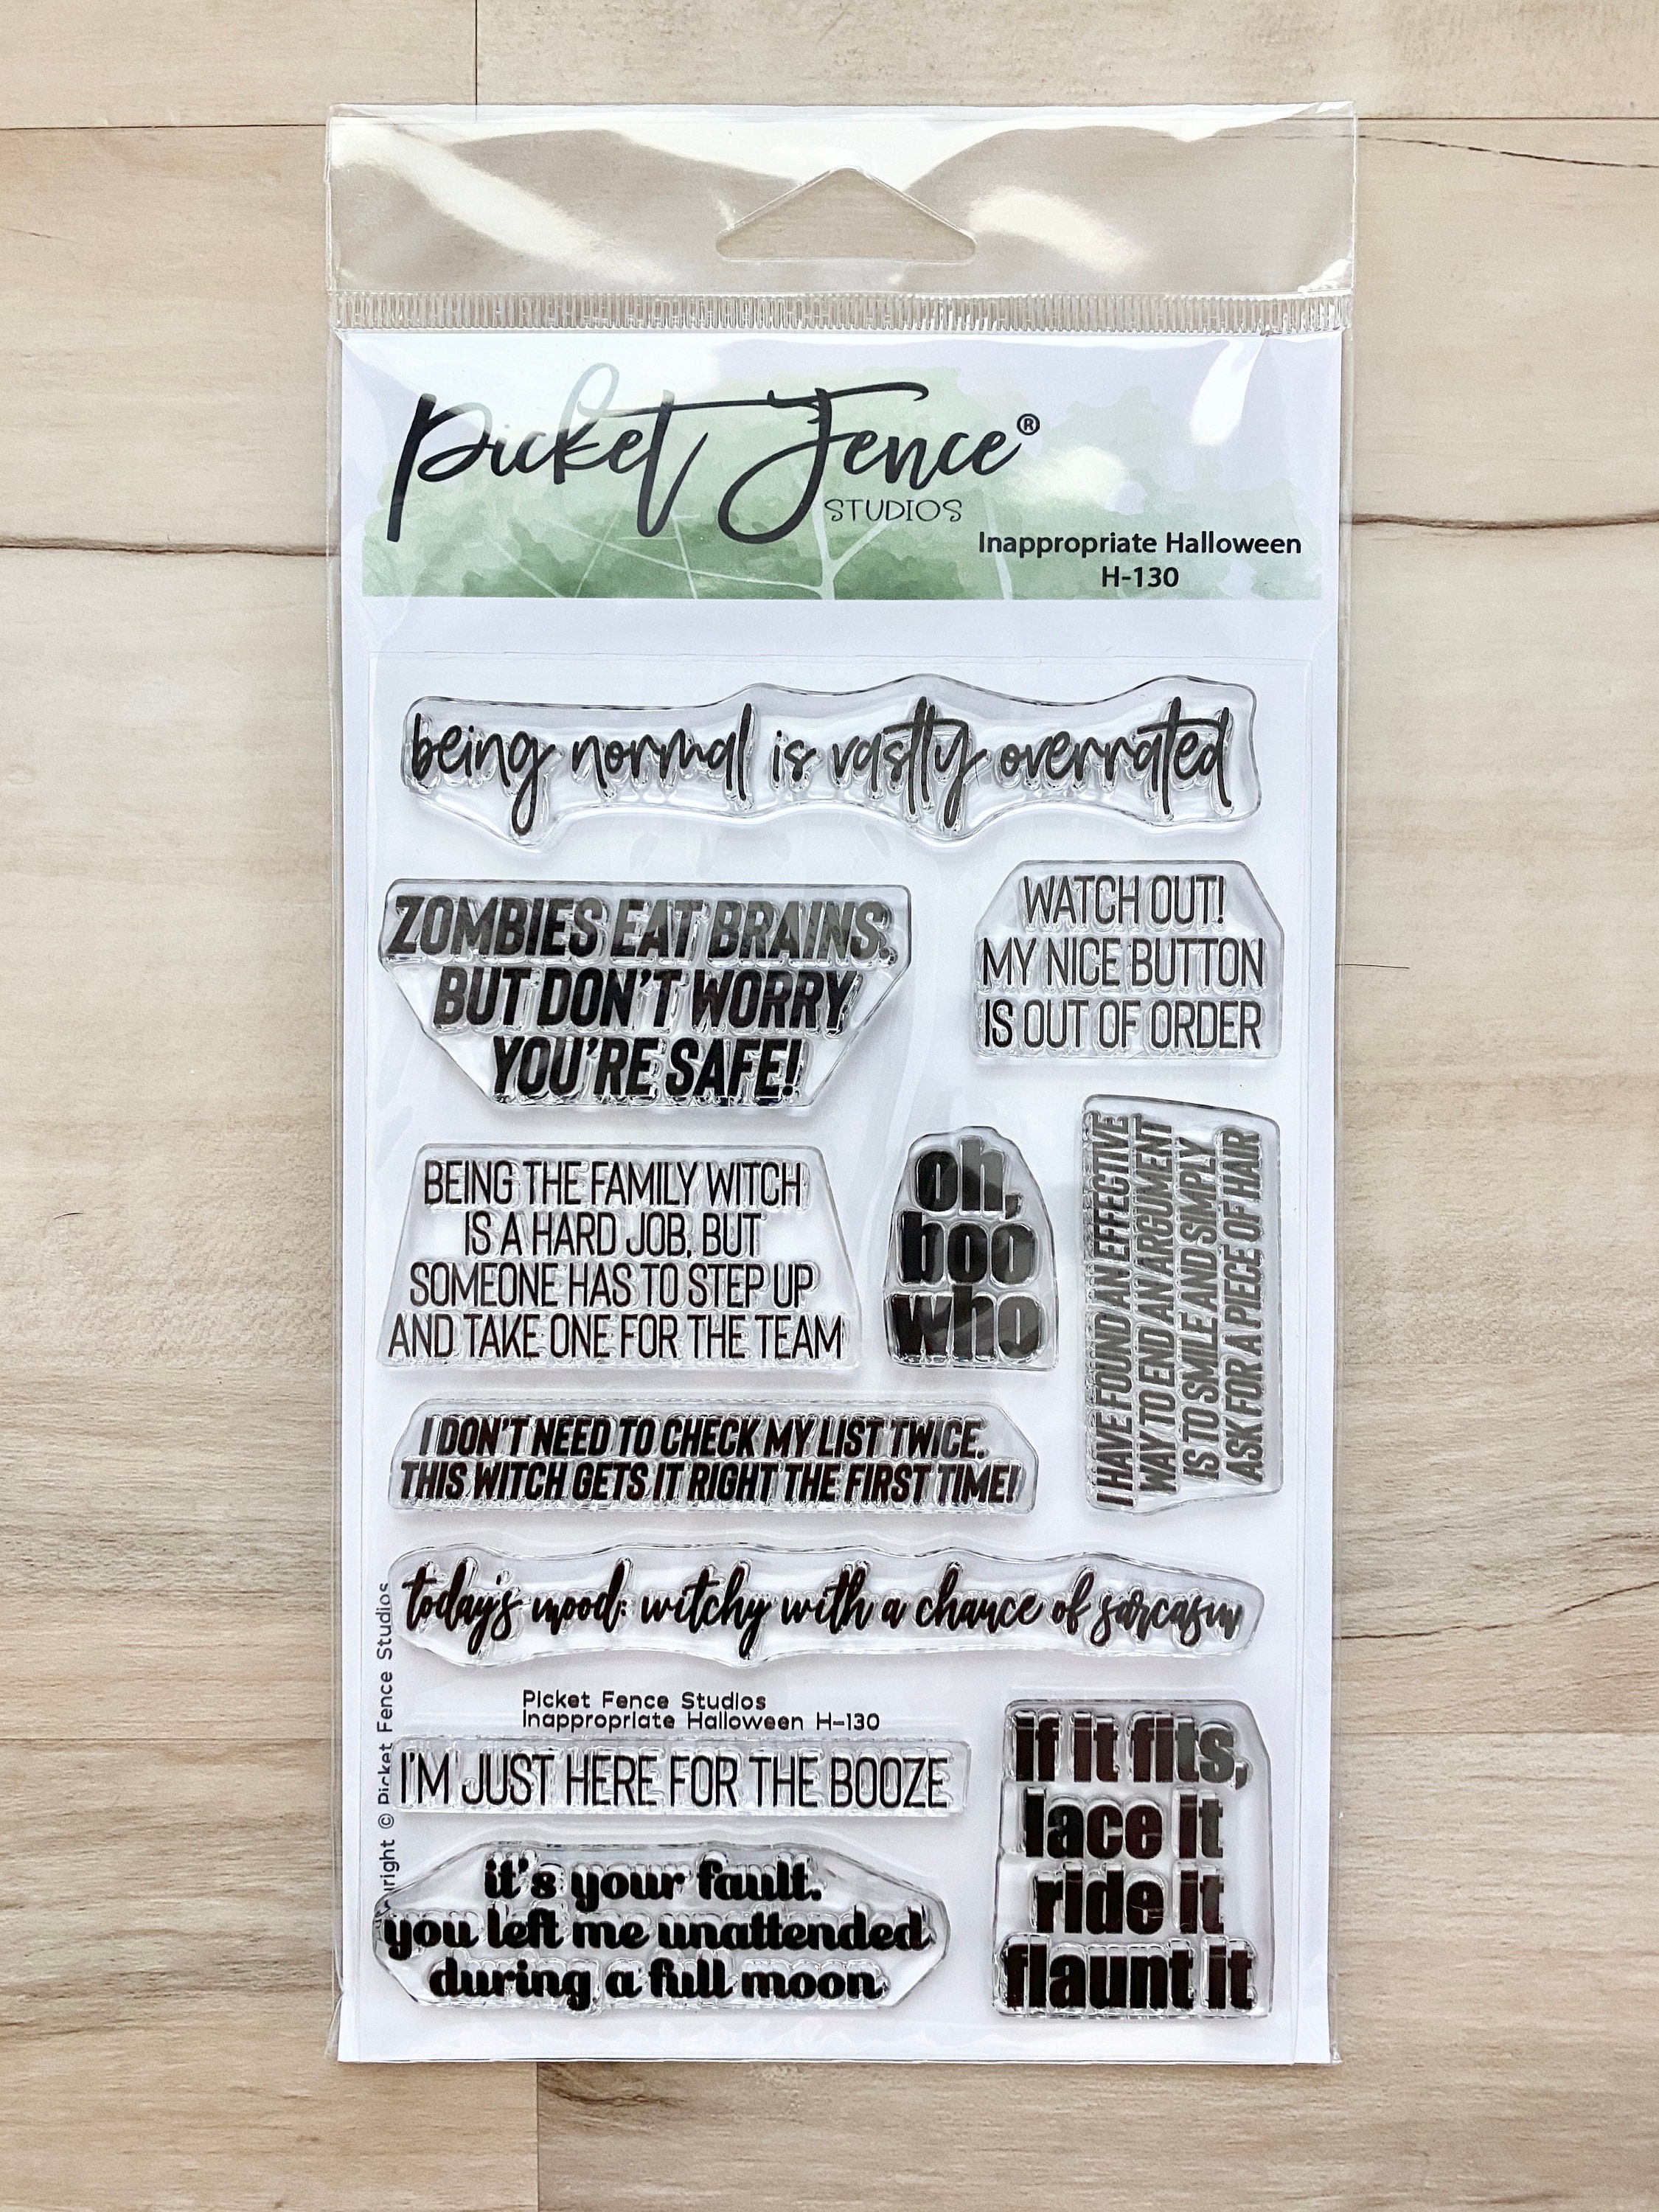 Picket Fence®
STUDIOS
Inappropriate Halloween
H-130
being normal is vastly overrated
ZOMBIES EAT BRAINS.
BUT DON'T WORRY
YOU'RE SAFE!
WATCH OUT!
MY NICE BUTTON
IS OUT OF ORDER
BEING THE FAMILY WITCH
IS A HARD JOB, BUT
SOMEONE HAS TO STEP UP
AND TAKE ONE FOR THE TEAM
oh,
boo
who
I HAVE FOUND AN EFFECTIVE
WAY TO END AN ARGUMENT
IS TO SMILE AND SIMPLY
ASK FOR A PIECE OF HAIR
I DON'T NEED TO CHECK MY LIST TWICE.
THIS WITCH GETS IT RIGHT THE FIRST TIME!
today's mood: witchy with a chance of sarcasm
Picket Fence Studios
Inappropriate Halloween H-130
© Picket Fence Studios
I'M JUST HERE FOR THE BOOZE
if it fits,
lace it
ride it
flaunt it
it's your fault.
you left me unattended
during a full moon